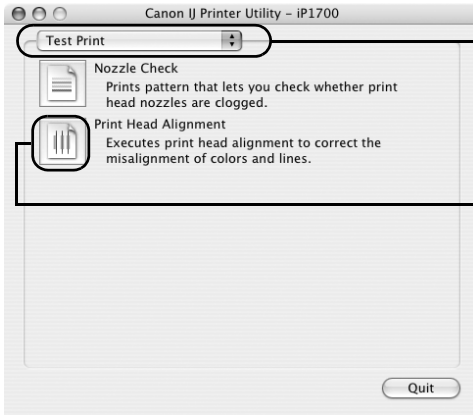 Canon IJ Printer Utility – iP1700
Test Print
Nozzle Check
Prints pattern that lets you check whether print
head nozzles are clogged.
Print Head Alignment
Executes print head alignment to correct the
misalignment of colors and lines.
Quit